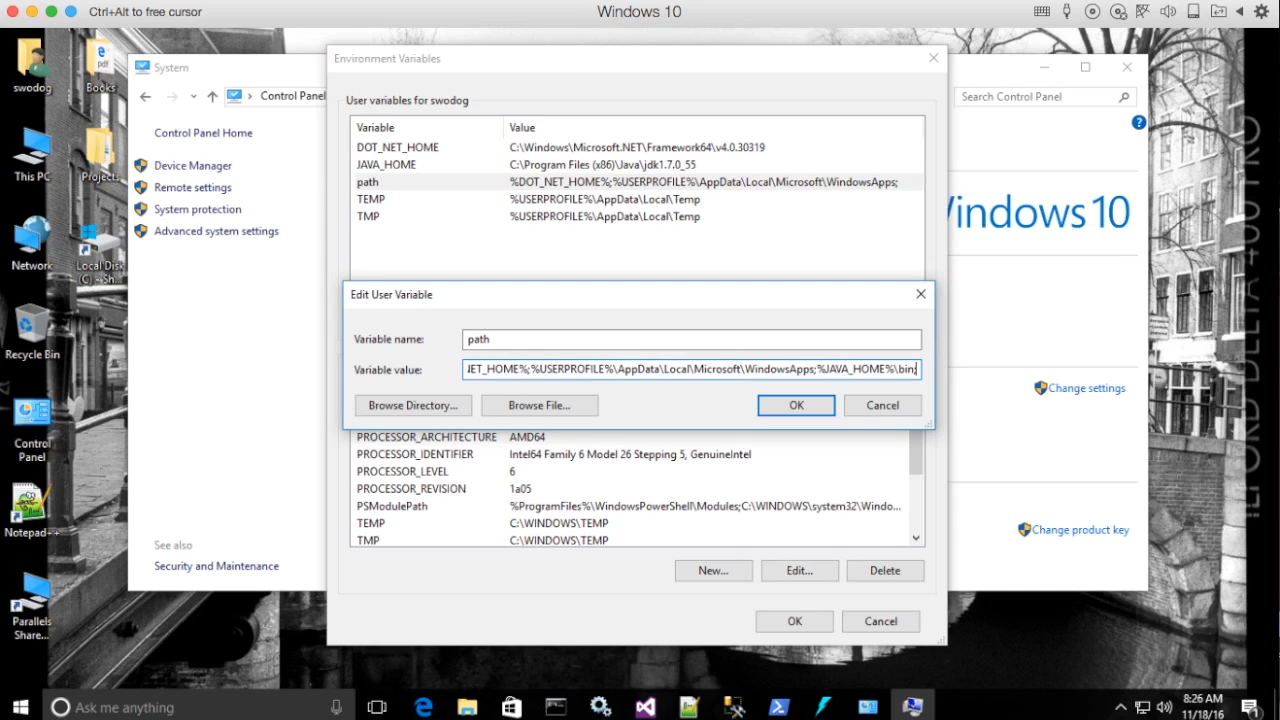 Ctrl+Alt to free cursor
Windows 10
swodog
Books
This PC
Projects
Network
Local Disk
(C) - Sh...
Recycle Bin
Control
Panel
Notepad++
Parallels
Share...
System
Control Panel
Search Control Panel
Control Panel Home
Device Manager
Remote settings
System protection
Advanced system settings
See also
Security and Maintenance
Windows 10
Change settings
Change product key
Environment Variables
User variables for swodog
Variable Value
DOT_NET_HOME C:\Windows\Microsoft.NET\Framework64\v4.0.30319
JAVA_HOME C:\Program Files (x86)\Java\jdk1.7.0_55
path %DOT_NET_HOME%;%USERPROFILE%\AppData\Local\Microsoft\WindowsApps;
TEMP %USERPROFILE%\AppData\Local\Temp
TMP %USERPROFILE%\AppData\Local\Temp
Edit User Variable
Variable name: path
Variable value: NET_HOME%;%USERPROFILE%\AppData\Local\Microsoft\WindowsApps;%JAVA_HOME%\bin;
Browse Directory... Browse File... OK Cancel
PROCESSOR_ARCHITECTURE AMD64
PROCESSOR_IDENTIFIER Intel64 Family 6 Model 26 Stepping 5, GenuineIntel
PROCESSOR_LEVEL 6
PROCESSOR_REVISION 1a05
PSModulePath %ProgramFiles%\WindowsPowerShell\Modules;C:\WINDOWS\system32\Windo...
TEMP C:\WINDOWS\TEMP
TMP C:\WINDOWS\TEMP
New... Edit... Delete
OK Cancel
ILFORD DELTA 400 PRO
Ask me anything
8:26 AM
11/18/16